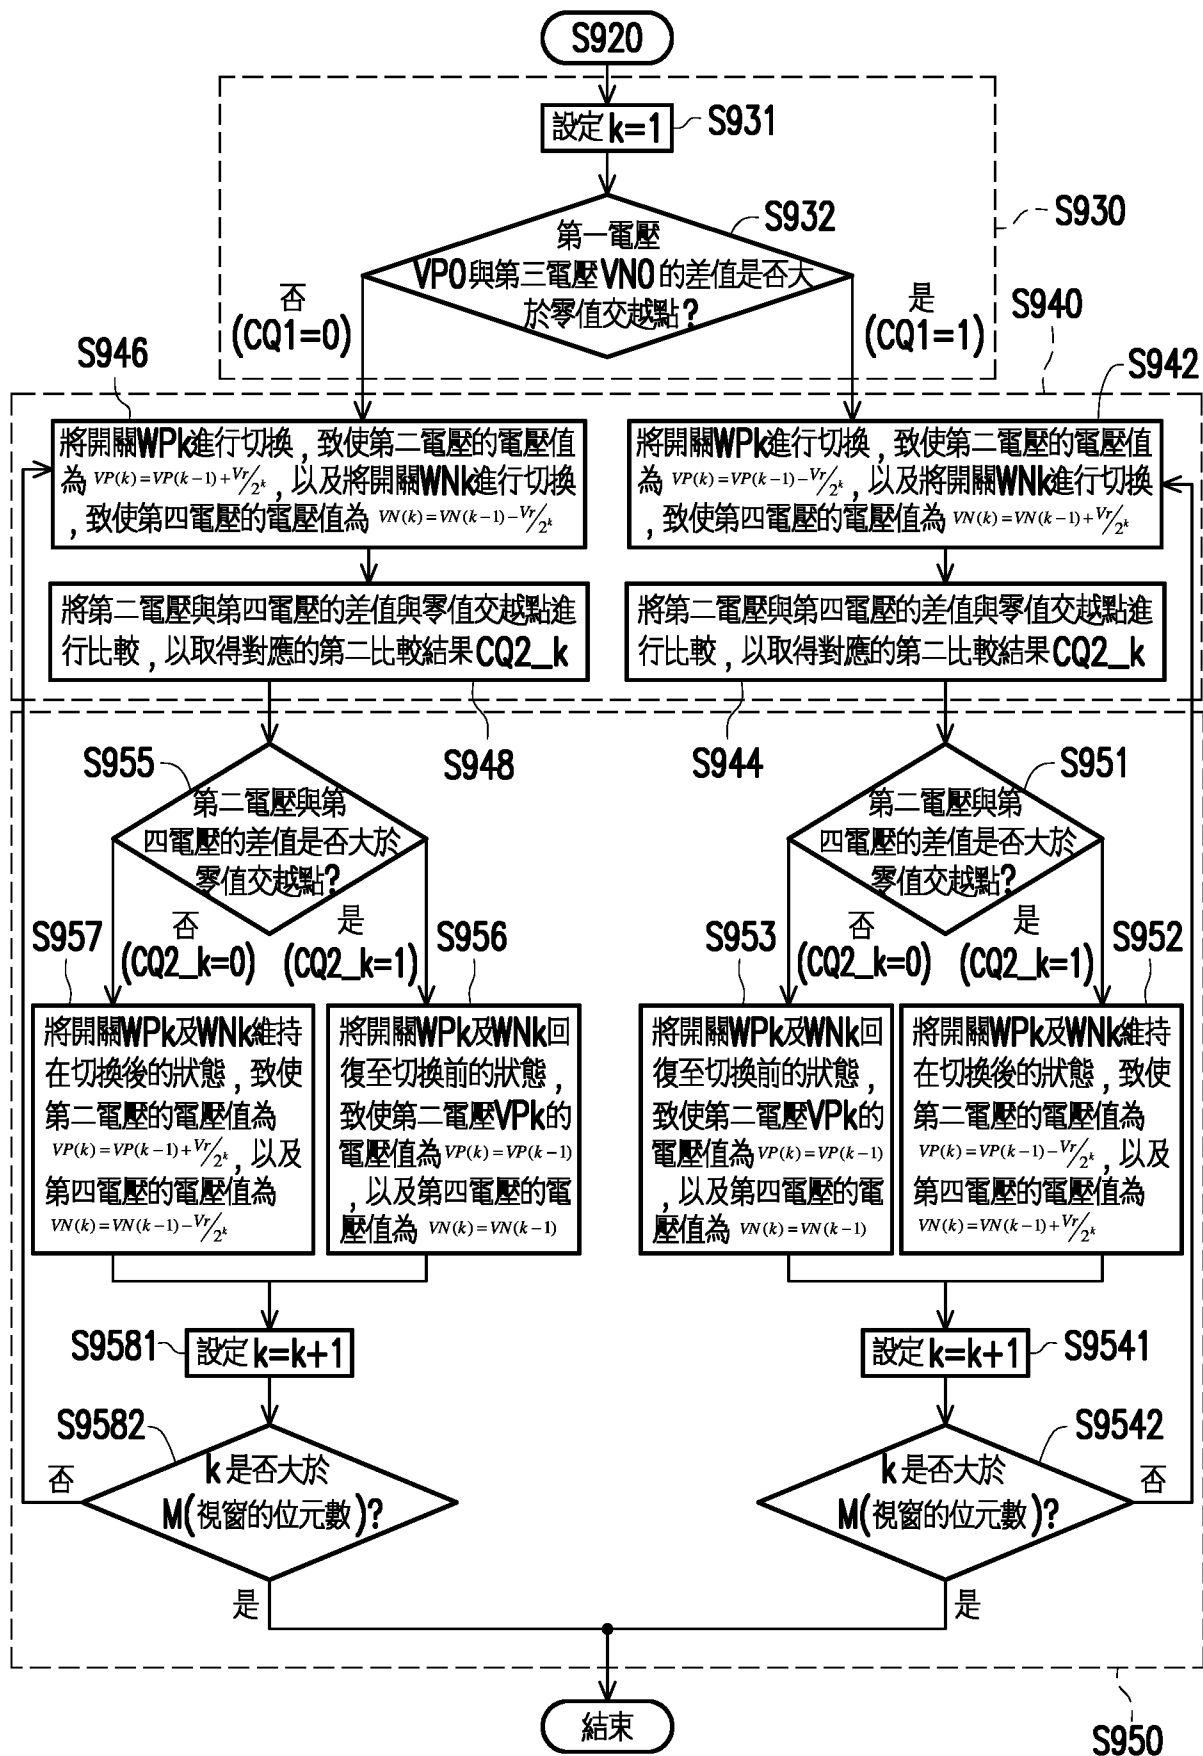 S920
設定k=1
S931
S930
S932
第一電壓
VP0與第三電壓VN0的差值是否大
於零值交越點?
否
(CQ1=0)
是
(CQ1=1)
S940
S946
將開關WPk進行切換,致使第二電壓的電壓值
為 VP(k)=VP(k-1)+Vr/2^k,以及將開關WNk進行切換
,致使第四電壓的電壓值為 VN(k)=VN(k-1)-Vr/2^k
S942
將開關WPk進行切換,致使第二電壓的電壓值
為 VP(k)=VP(k-1)-Vr/2^k,以及將開關WNk進行切換
,致使第四電壓的電壓值為 VN(k)=VN(k-1)+Vr/2^k
將第二電壓與第四電壓的差值與零值交越點進
行比較,以取得對應的第二比較結果CQ2_k
S948
將第二電壓與第四電壓的差值與零值交越點進
行比較,以取得對應的第二比較結果CQ2_k
S944
S955
第二電壓與第
四電壓的差值是否大於
零值交越點?
S951
第二電壓與第
四電壓的差值是否大於
零值交越點?
否
(CQ2_k=0)
是
(CQ2_k=1)
否
(CQ2_k=0)
是
(CQ2_k=1)
S957
將開關WPk及WNk維持
在切換後的狀態,致使
第二電壓的電壓值為
VP(k)=VP(k-1)+Vr/2^k,以及
第四電壓的電壓值為
VN(k)=VN(k-1)-Vr/2^k
S956
將開關WPk及WNk回
復至切換前的狀態,
致使第二電壓VPk的
電壓值為VP(k)=VP(k-1)
,以及第四電壓的電
壓值為 VN(k)=VN(k-1)
S953
將開關WPk及WNk回
復至切換前的狀態,
致使第二電壓VPk的
電壓值為VP(k)=VP(k-1)
,以及第四電壓的電
壓值為 VN(k)=VN(k-1)
S952
將開關WPk及WNk維持
在切換後的狀態,致使
第二電壓的電壓值為
VP(k)=VP(k-1)-Vr/2^k,以及
第四電壓的電壓值為
VN(k)=VN(k-1)+Vr/2^k
S9581
設定k=k+1
設定k=k+1
S9541
S9582
k是否大於
M(視窗的位元數)?
否
是
S9542
k是否大於
M(視窗的位元數)?
否
是
結束
S950